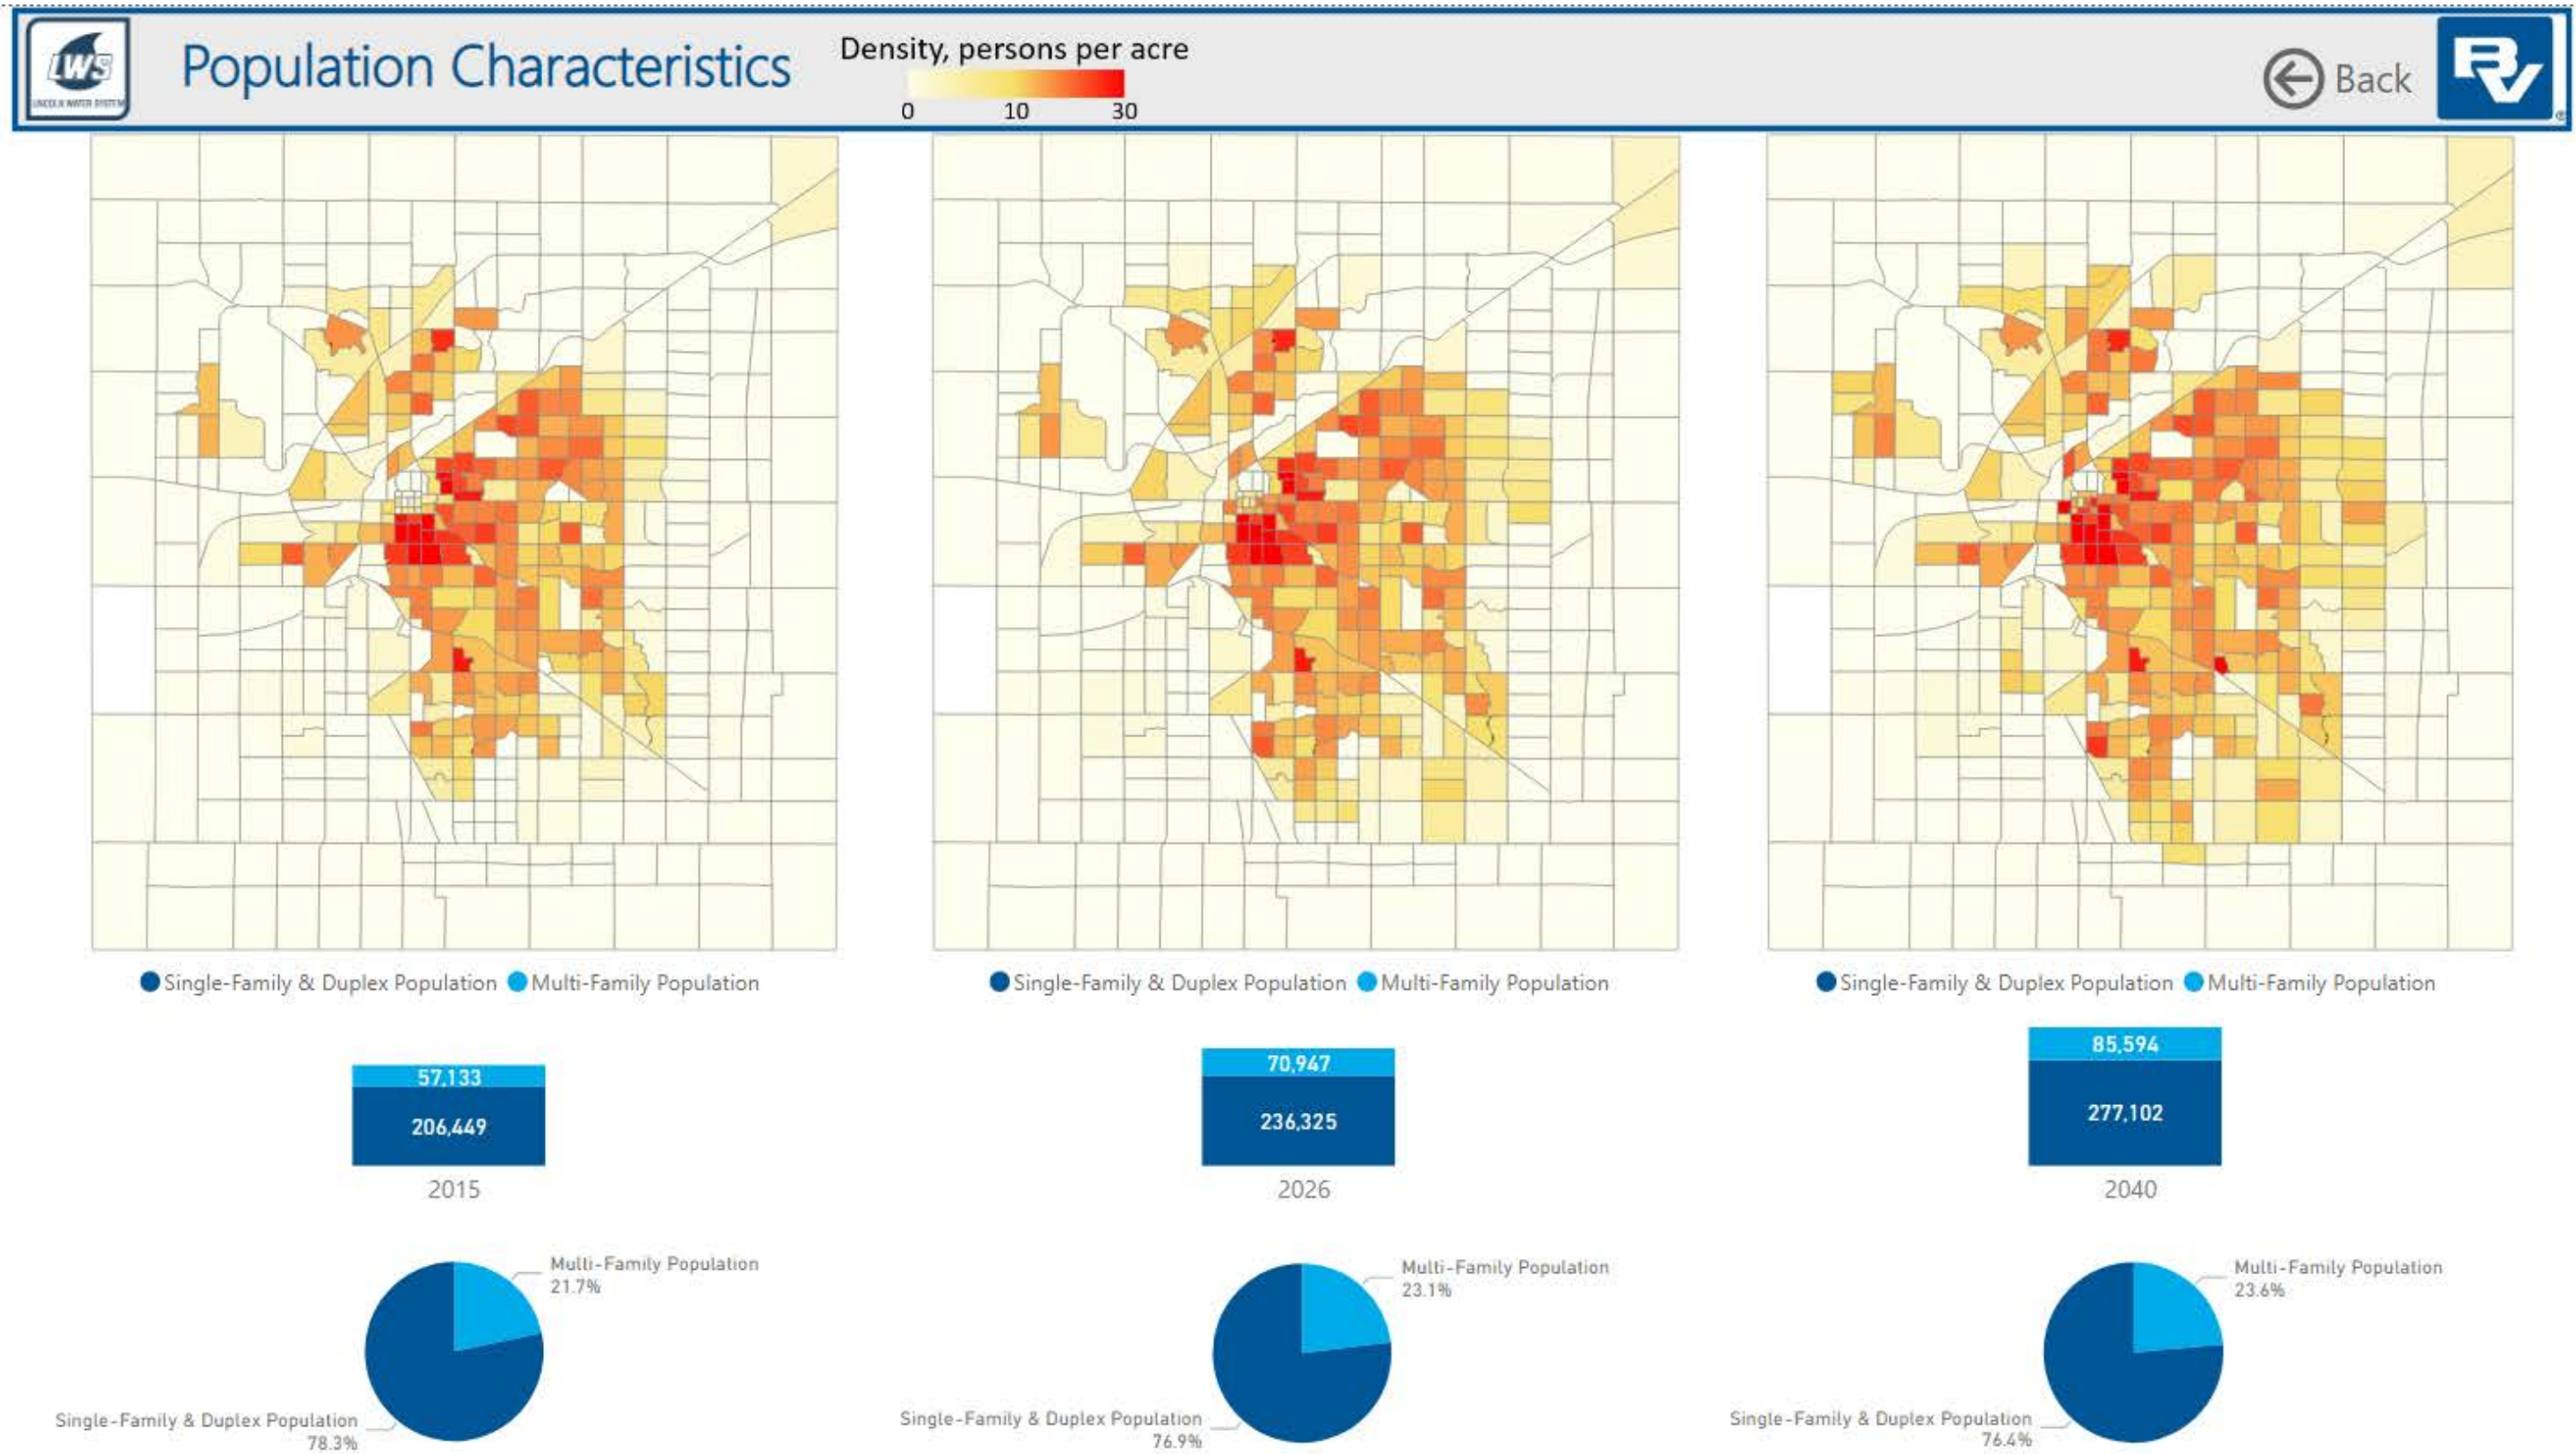 LWS
LINCOLN WATER SYSTEM
Population Characteristics
Density, persons per acre
0 10 30
Back
BV
®
Single-Family & Duplex Population Multi-Family Population
Single-Family & Duplex Population Multi-Family Population
Single-Family & Duplex Population Multi-Family Population
57,133
206,449
2015
70,947
236,325
2026
85,594
277,102
2040
Multi-Family Population
21.7%
Single-Family & Duplex Population
78.3%
Multi-Family Population
23.1%
Single-Family & Duplex Population
76.9%
Multi-Family Population
23.6%
Single-Family & Duplex Population
76.4%